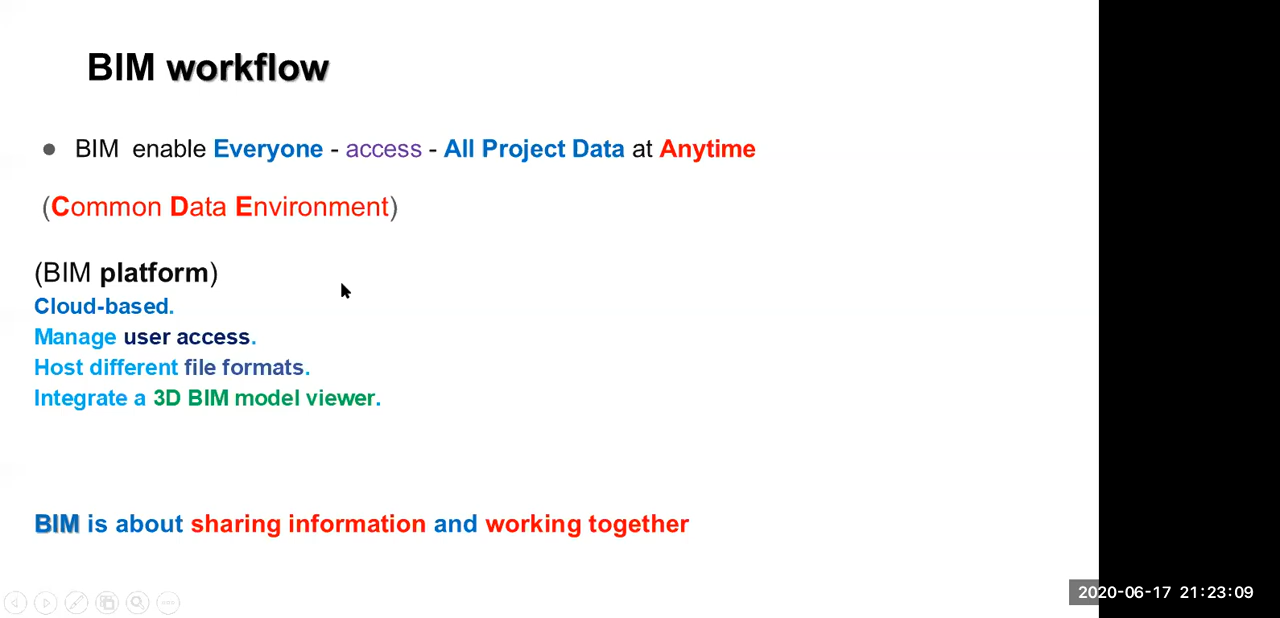 BIM workflow
● BIM enable Everyone - access - All Project Data at Anytime
(Common Data Environment)
(BIM platform)
Cloud-based.
Manage user access.
Host different file formats.
Integrate a 3D BIM model viewer.
BIM is about sharing information and working together
2020-06-17 21:23:09